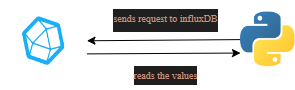 sends request to influxDB
reads the values